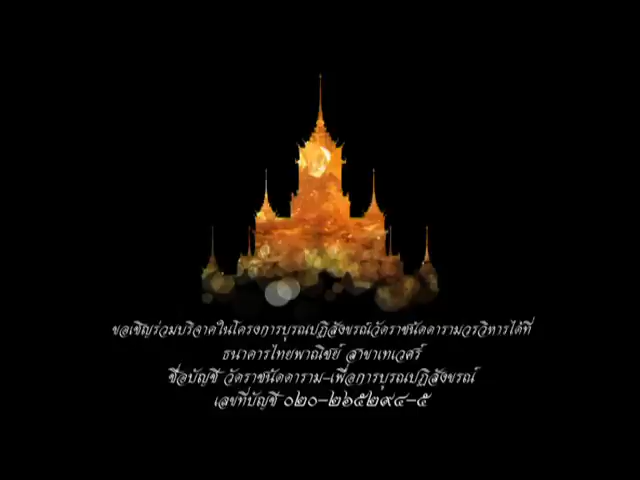 ขอเชิญร่วมบริจาคในโครงการบูรณปฏิสังขรณ์วัดราชนัดดารามวรวิหารได้ที่
ธนาคารไทยพาณิชย์ สาขาเทเวศร์
ชื่อบัญชี วัดราชนัดดาราม-เพื่อการบูรณปฏิสังขรณ์
เลขที่บัญชี ๐๒๐-๒๖๕๒๙๔-๕